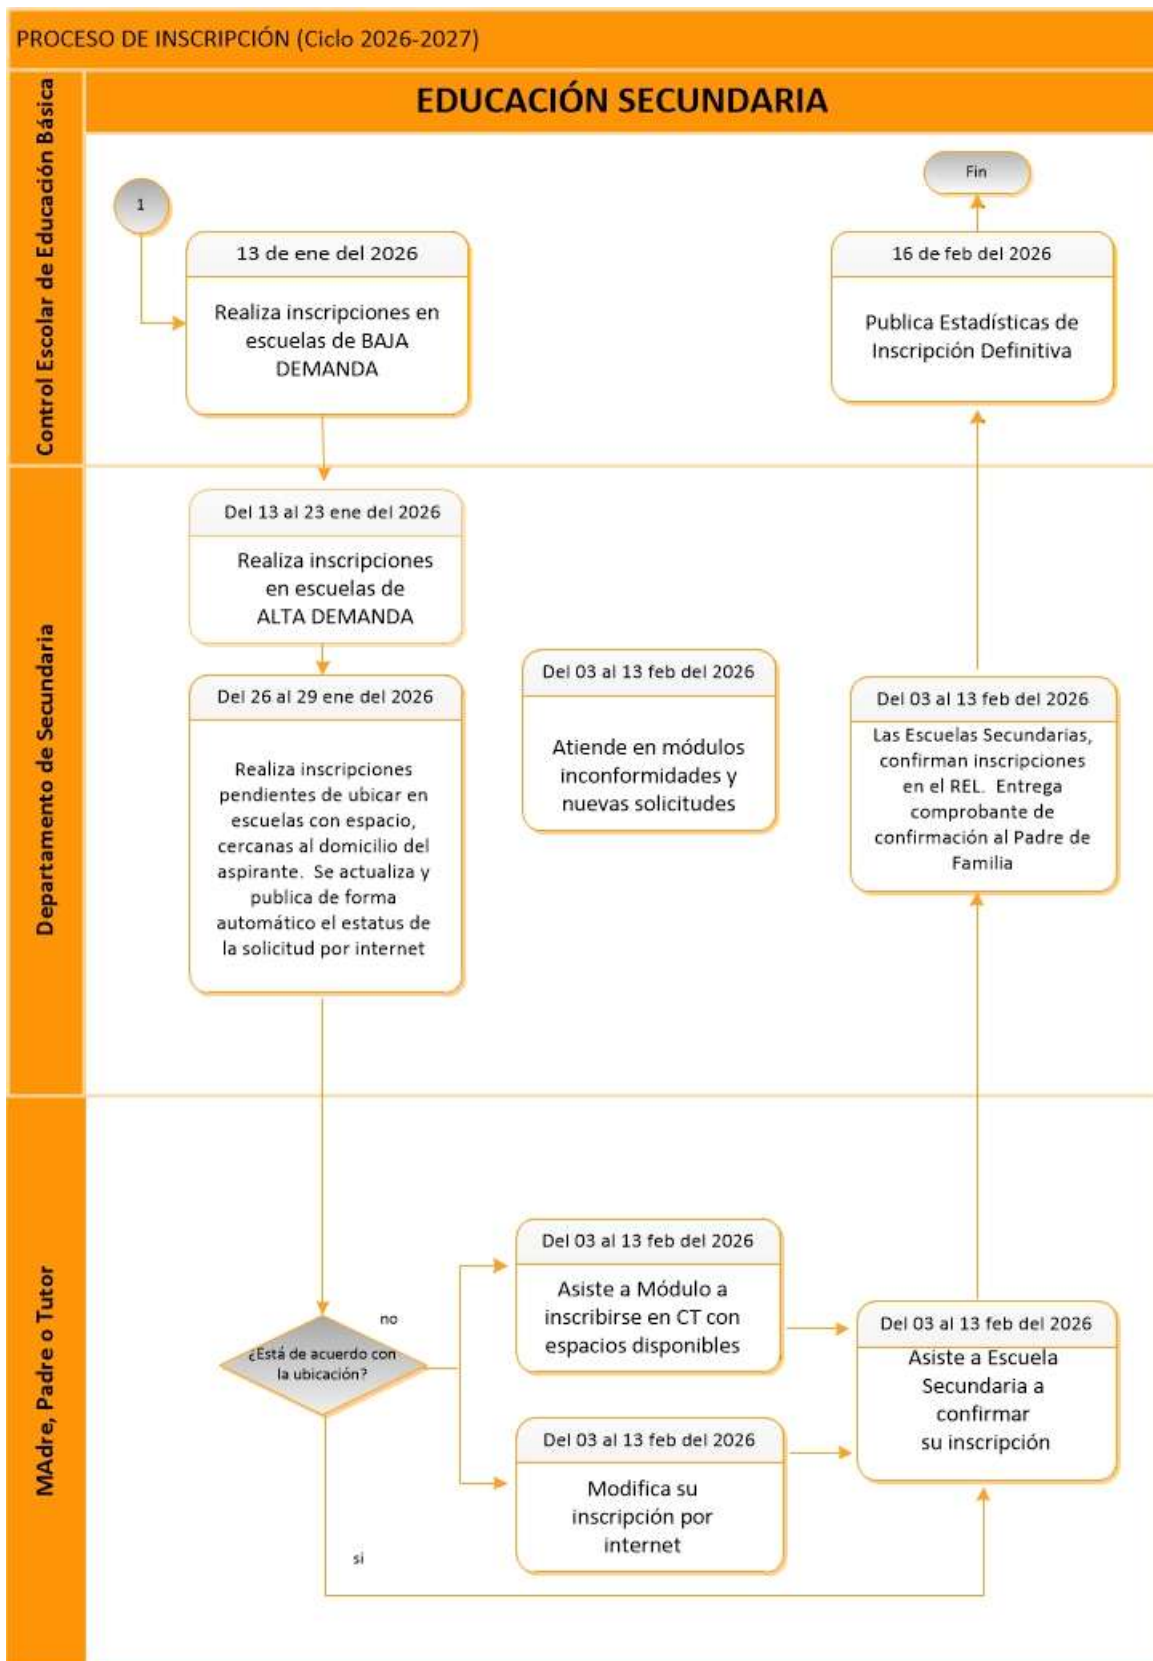 PROCESO DE INSCRIPCIÓN (Ciclo 2026-2027)
EDUCACIÓN SECUNDARIA
Control Escolar de Educación Básica
1
13 de ene del 2026
Realiza inscripciones en
escuelas de BAJA
DEMANDA
Fin
16 de feb del 2026
Publica Estadísticas de
Inscripción Definitiva
Departamento de Secundaria
Del 13 al 23 ene del 2026
Realiza inscripciones
en escuelas de
ALTA DEMANDA
Del 26 al 29 ene del 2026
Realiza inscripciones
pendientes de ubicar en
escuelas con espacio,
cercanas al domicilio del
aspirante. Se actualiza y
publica de forma
automático el estatus de
la solicitud por internet
Del 03 al 13 feb del 2026
Atiende en módulos
inconformidades y
nuevas solicitudes
Del 03 al 13 feb del 2026
Las Escuelas Secundarias,
confirman inscripciones
en el REL. Entrega
comprobante de
confirmación al Padre de
Familia
MAdre, Padre o Tutor
¿Está de acuerdo con
la ubicación?
no
si
Del 03 al 13 feb del 2026
Asiste a Módulo a
inscribirse en CT con
espacios disponibles
Del 03 al 13 feb del 2026
Modifica su
inscripción por
internet
Del 03 al 13 feb del 2026
Asiste a Escuela
Secundaria a
confirmar
su inscripción